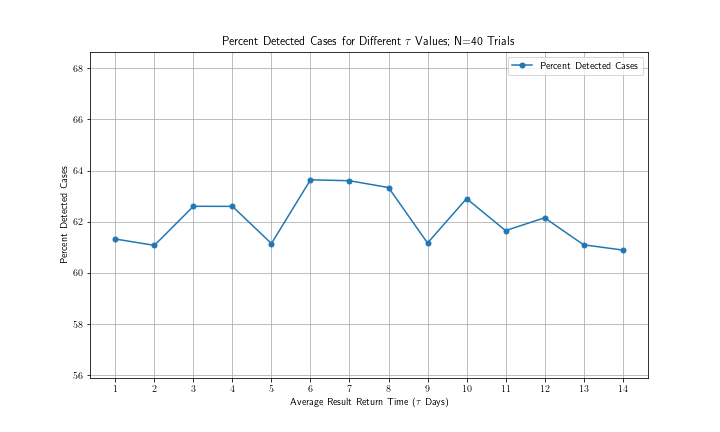 Percent Detected Cases for Different τ Values; N=40 Trials
Percent Detected Cases
68
66
64
62
60
58
56
Percent Detected Cases
1 2 3 4 5 6 7 8 9 10 11 12 13 14
Average Result Return Time (τ Days)